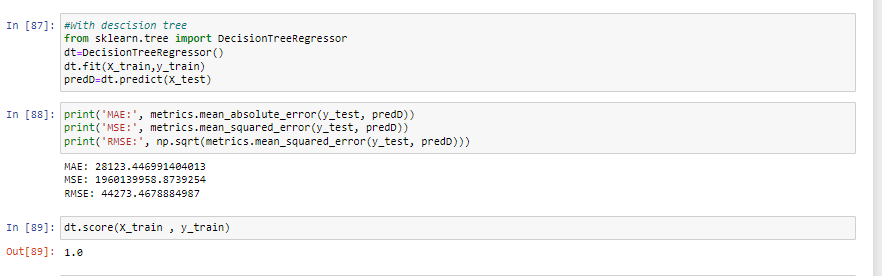 In [87]: #With descision tree
from sklearn.tree import DecisionTreeRegressor
dt=DecisionTreeRegressor()
dt.fit(X_train,y_train)
predD=dt.predict(X_test)
In [88]: print('MAE:', metrics.mean_absolute_error(y_test, predD))
print('MSE:', metrics.mean_squared_error(y_test, predD))
print('RMSE:', np.sqrt(metrics.mean_squared_error(y_test, predD)))
MAE: 28123.446991404013
MSE: 1960139958.8739254
RMSE: 44273.4678884987
In [89]: dt.score(X_train , y_train)
Out[89]: 1.0